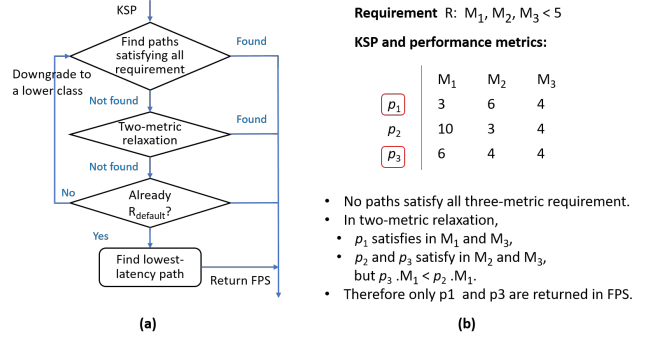 KSP
Find paths
satisfying all
requirement
Found
Downgrade to
a lower class
Not found
Two-metric
relaxation
Found
Not found
No
Already
R_default?
Yes
Find lowest-
latency path
Return FPS
(a)
Requirement R: M₁, M₂, M₃ < 5
KSP and performance metrics:
M₁ M₂ M₃
p₁ 3 6 4
p₂ 10 3 4
p₃ 6 4 4
• No paths satisfy all three-metric requirement.
• In two-metric relaxation,
• p₁ satisfies in M₁ and M₃,
• p₂ and p₃ satisfy in M₂ and M₃,
but p₃ .M₁ < p₂ .M₁.
• Therefore only p1 and p3 are returned in FPS.
(b)